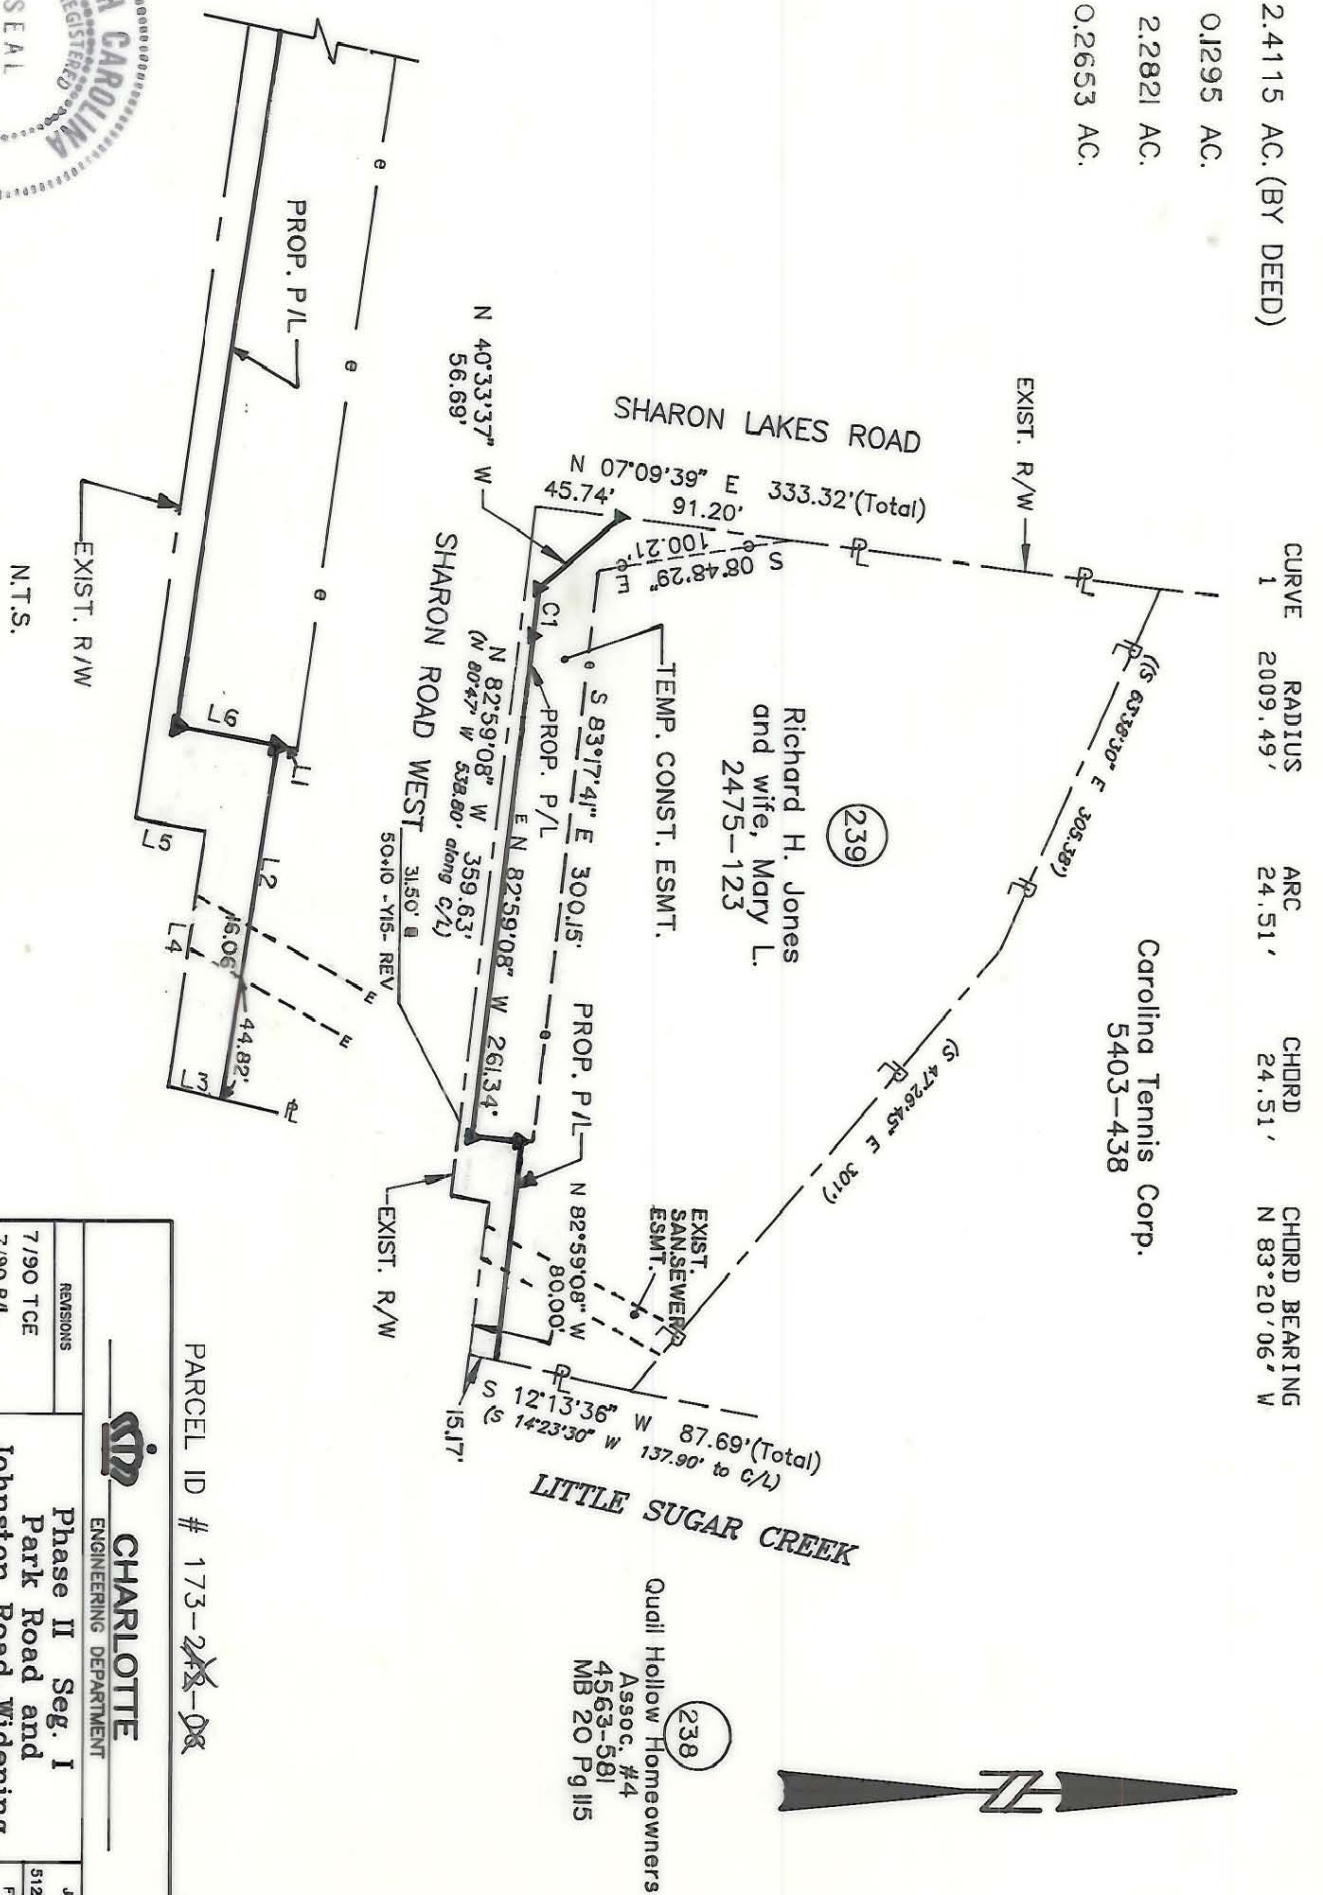 2.4115 AC. (BY DEED)
0.1295 AC.
2.2821 AC.
0.2653 AC.
CURVE RADIUS ARC CHORD CHORD BEARING
1 2009.49' 24.51' 24.51' N 83°20'06" W
EXIST. R/W
SHARON LAKES ROAD
N 07°09'39" E 333.32'(Total)
45.74' 91.20'
S 08°48'29"
100.21'
E
N 40°33'37" W
56.69'
(S 63°38'30" E 305.38')
Carolina Tennis Corp.
5403-438
(S 47°26'45" E 301')
239
Richard H. Jones
and wife, Mary L.
2475-123
TEMP. CONST. ESMT.
e S 83°17'41" E 300.15' e
C1
PROP. P/L
E N 82°59'08" W 261.34'
N 82°59'08" W 359.63'
(N 80°47' W 538.80' along C/L)
SHARON ROAD WEST
31.50'
50+10 -Y15- REV
PROP. P/L
N 82°59'08" W
80.00'
EXIST.
SAN.SEWER
ESMT.
EXIST. R/W
15.17'
S 12°13'36" W 87.69'(Total)
(S 14°23'30" W 137.90' to C/L)
LITTLE SUGAR CREEK
238
Quail Hollow Homeowners
Assoc. #4
4563-581
MB 20 Pg 115
CAROLINA
REGISTERED
SEAL
e e e
PROP. P/L
EXIST. R/W
N.T.S.
L6
L1
L2
L5
L4
16.06'
44.82'
L3
E
E
PARCEL ID # 173-
CHARLOTTE
ENGINEERING DEPARTMENT
REVISIONS
7/90 TCE
Phase II Seg. I
Park Road and
Johnston Road Widening
512